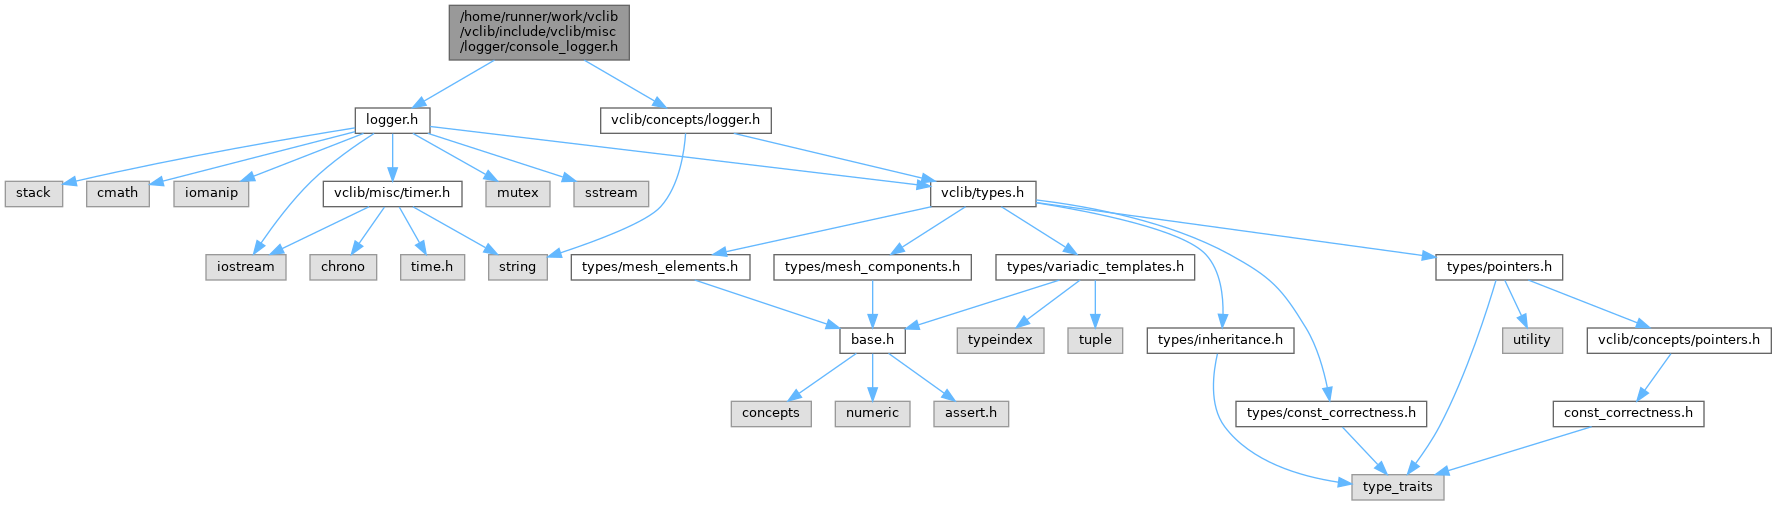 /home/runner/work/vclib
/vclib/include/vclib/misc
/logger/console_logger.h
logger.h
vclib/concepts/logger.h
stack
cmath
iomanip
vclib/misc/timer.h
mutex
sstream
vclib/types.h
iostream
chrono
time.h
string
types/mesh_elements.h
types/mesh_components.h
types/variadic_templates.h
types/pointers.h
base.h
typeindex
tuple
types/inheritance.h
utility
vclib/concepts/pointers.h
concepts
numeric
assert.h
types/const_correctness.h
const_correctness.h
type_traits